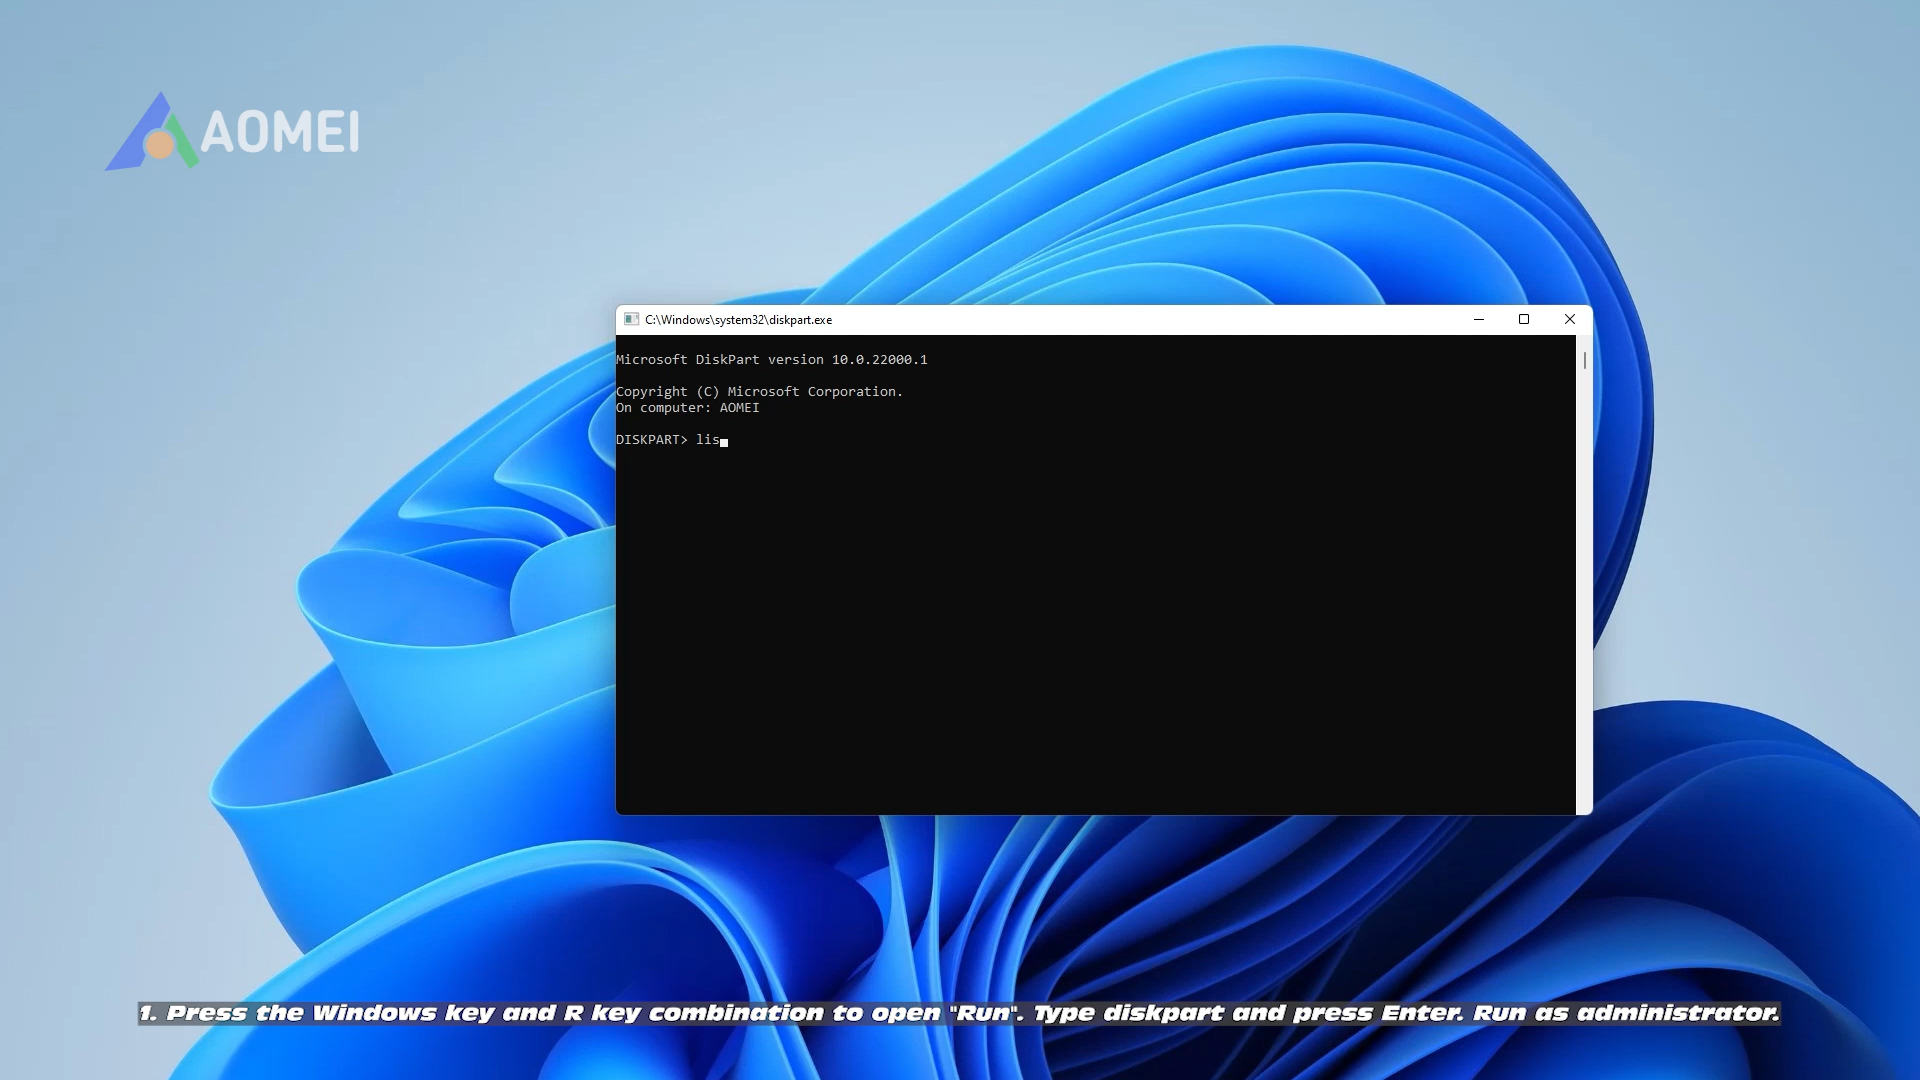 AOMEI
C:\Windows\system32\diskpart.exe
Microsoft DiskPart version 10.0.22000.1
Copyright (C) Microsoft Corporation.
On computer: AOMEI
DISKPART> lis
1. Press the Windows key and R key combination to open "Run". Type diskpart and press Enter. Run as administrator.